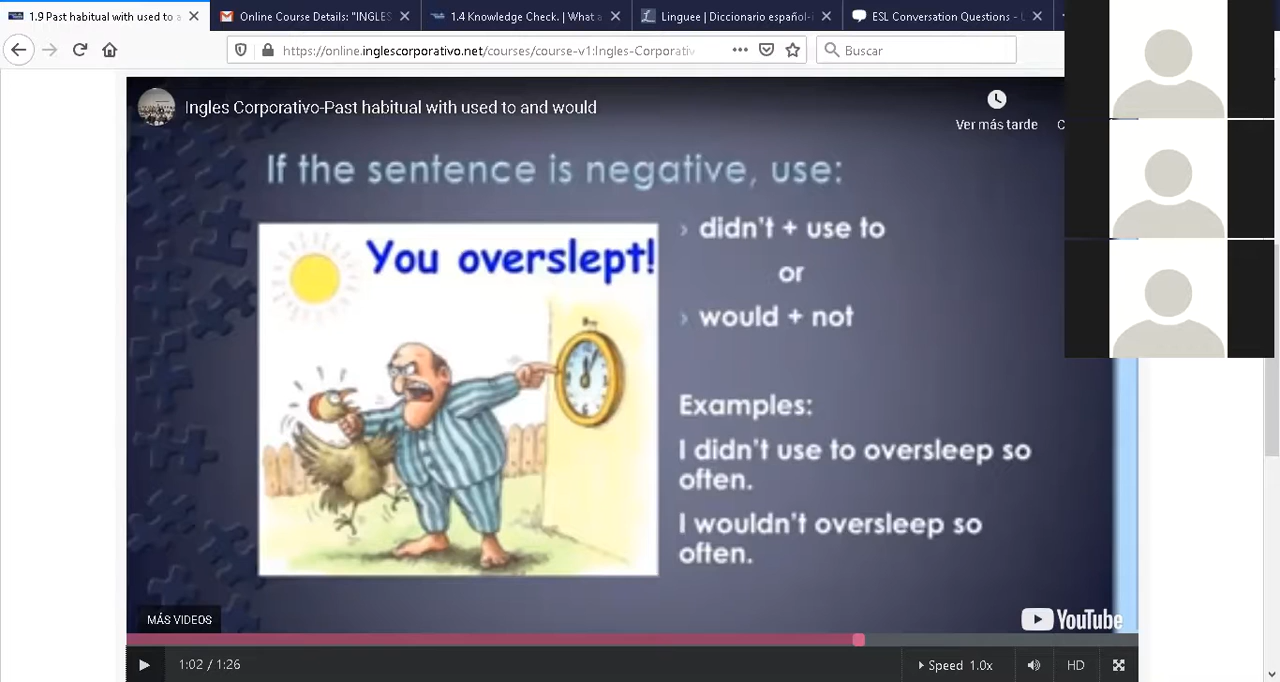 1.9 Past habitual with used to a
Online Course Details: "INGLES
1.4 Knowledge Check. | What a
Linguee | Diccionario español-i
ESL Conversation Questions - L
https://online.inglescorporativo.net/courses/course-v1:Ingles-Corporativ
Buscar
Ingles Corporativo-Past habitual with used to and would
Ver más tarde
C
If the sentence is negative, use:
You overslept!
› didn't + use to
or
› would + not
Examples:
I didn't use to oversleep so
often.
I wouldn't oversleep so
often.
MÁS VIDEOS
YouTube
1:02 / 1:26
Speed 1.0x
HD